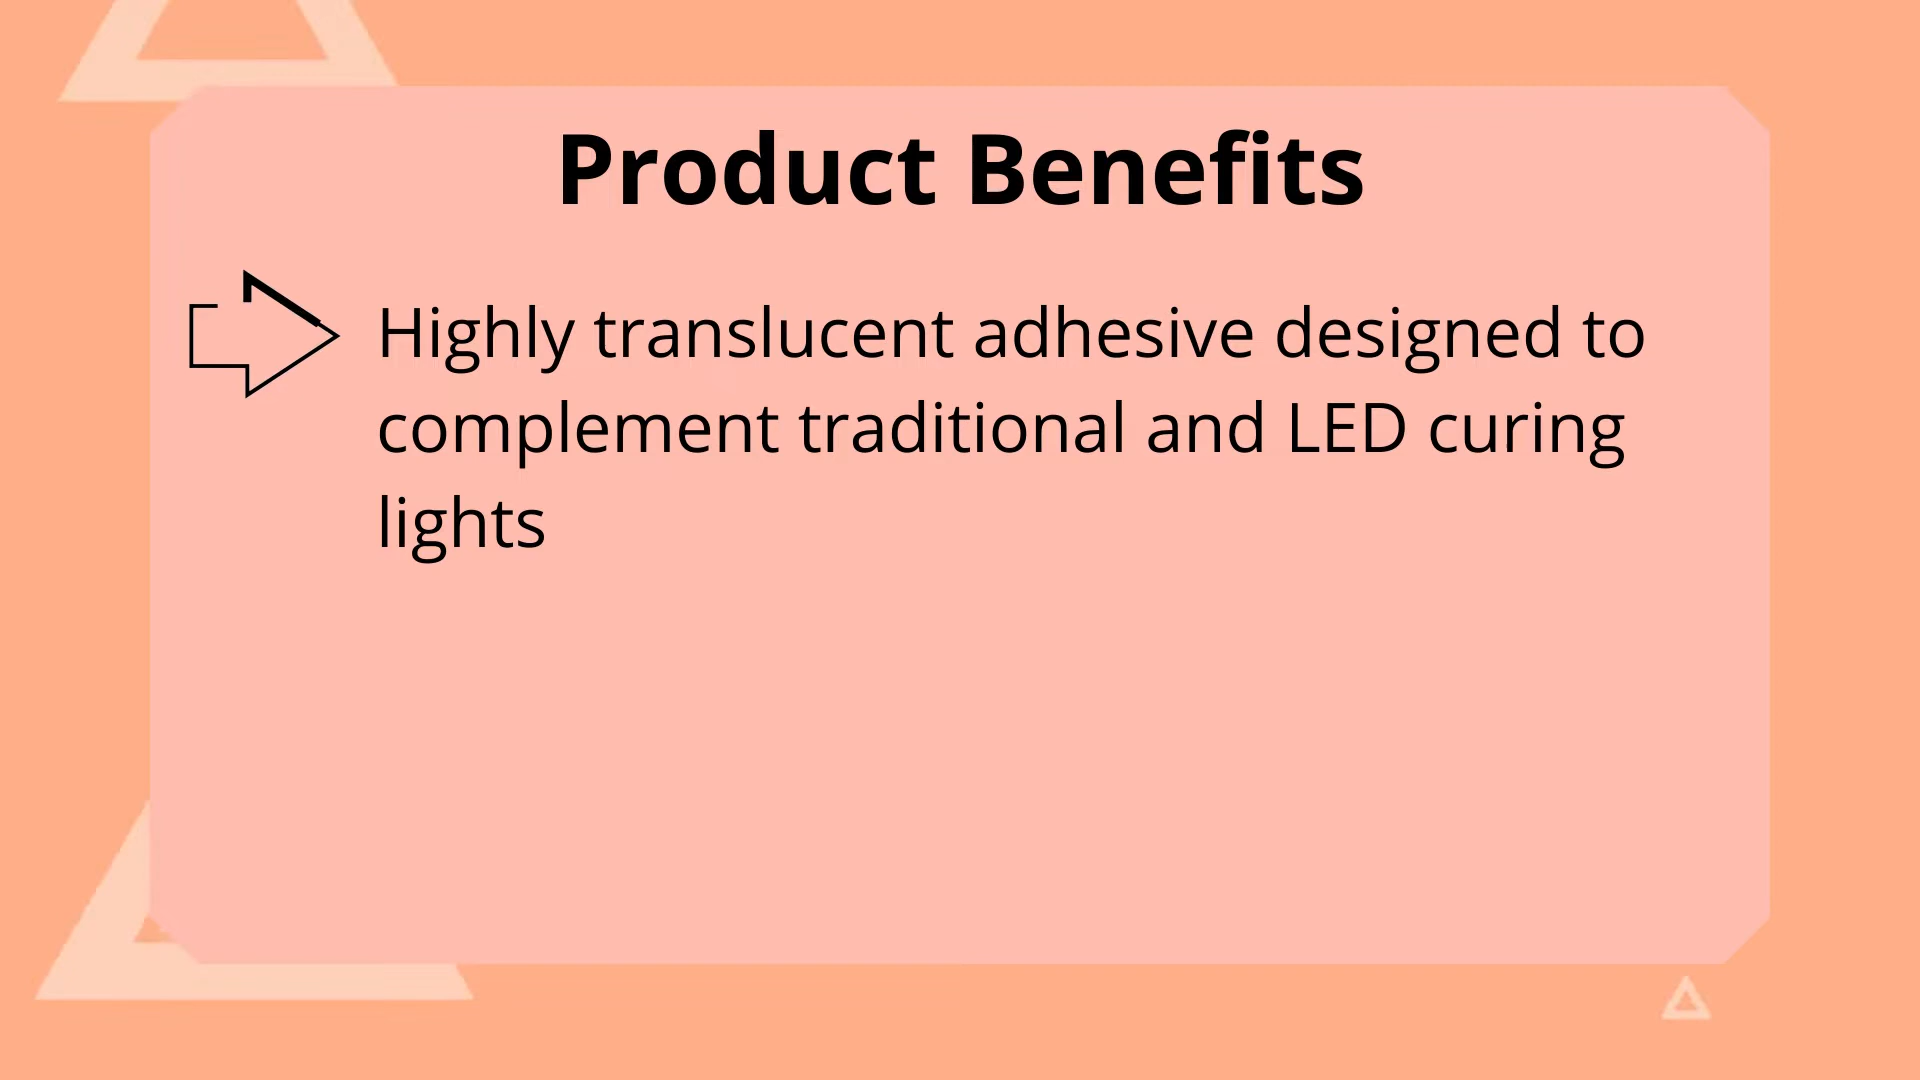 Product Benefits
Highly translucent adhesive designed to
complement traditional and LED curing
lights